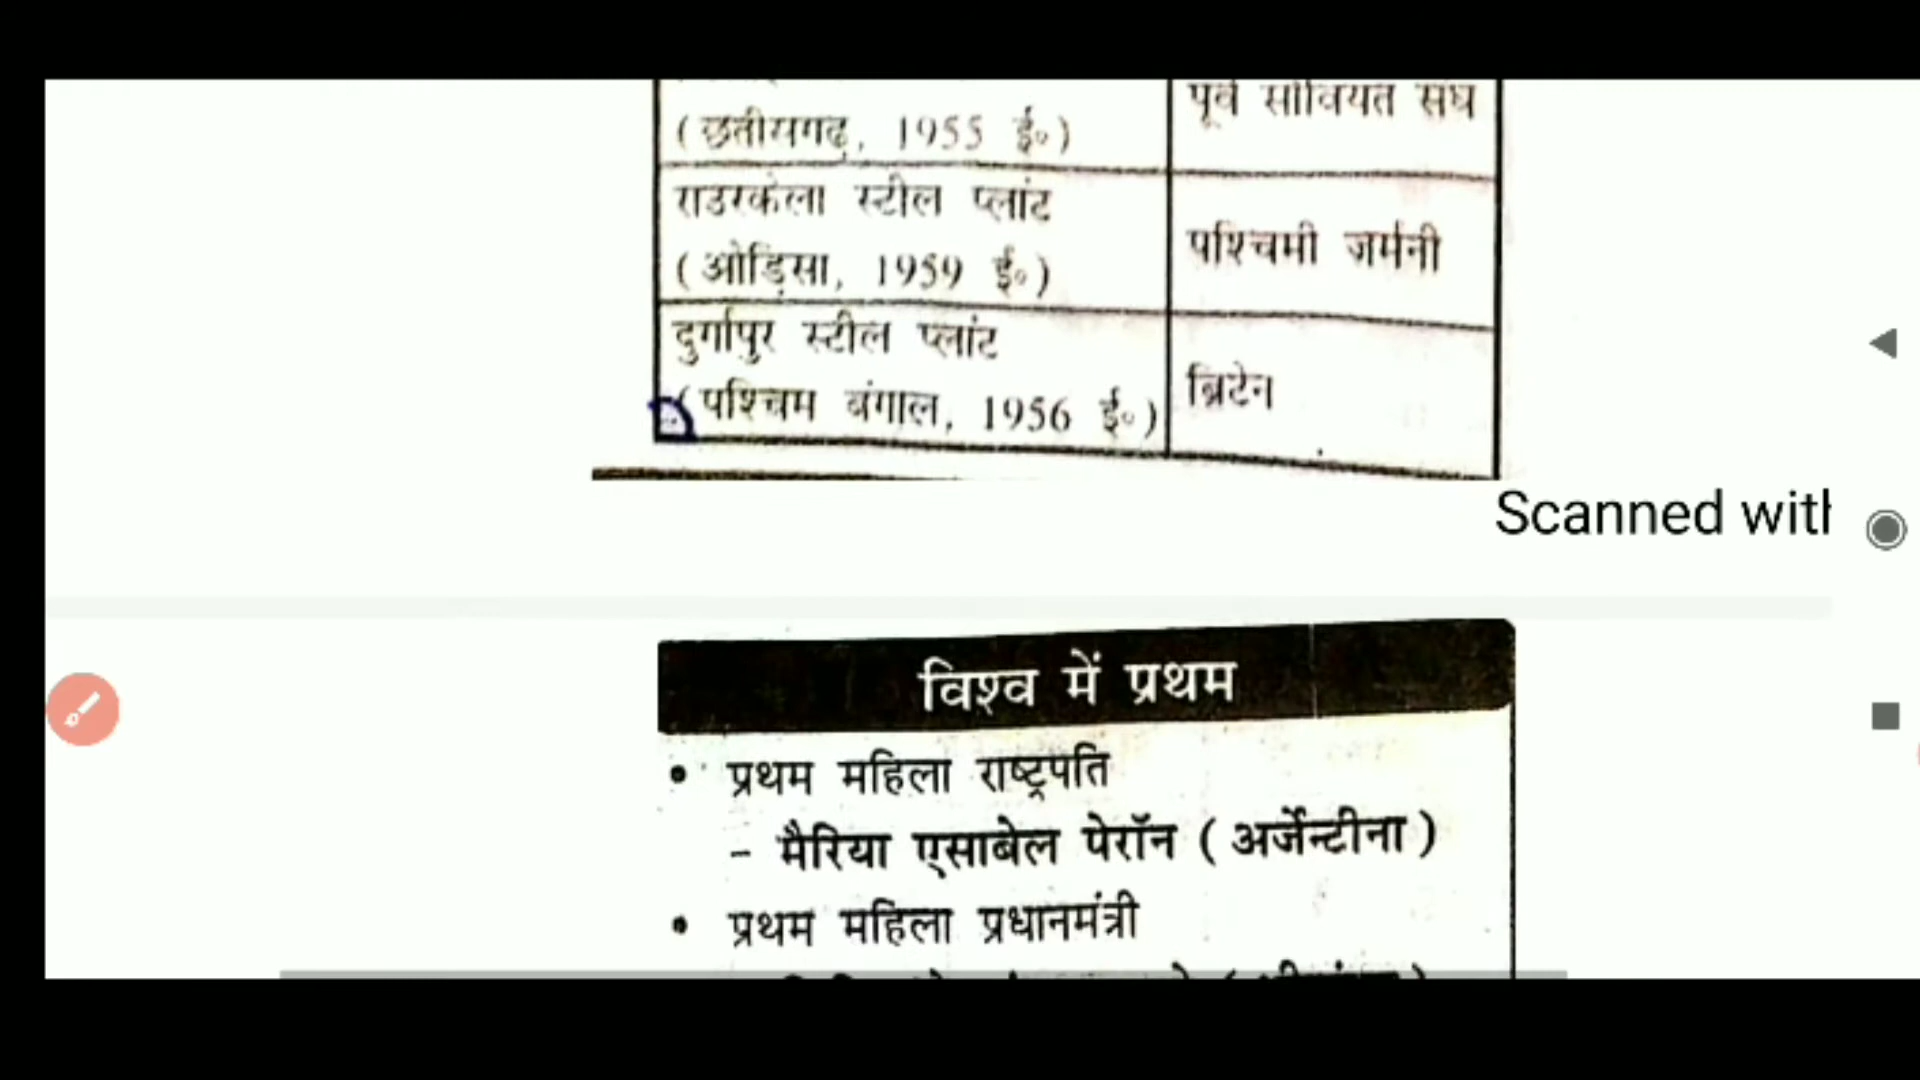 पूर्व सोवियत संघ
(छत्तीसगढ़, 1955 ई०)
राउरकेला स्टील प्लांट
(ओड़िसा, 1959 ई०)
पश्चिमी जर्मनी
दुर्गापुर स्टील प्लांट
(पश्चिम बंगाल, 1956 ई०)
ब्रिटेन
Scanned with
विश्व में प्रथम
• प्रथम महिला राष्ट्रपति
- मैरिया एसाबेल पेरॉन (अर्जेन्टीना)
• प्रथम महिला प्रधानमंत्री